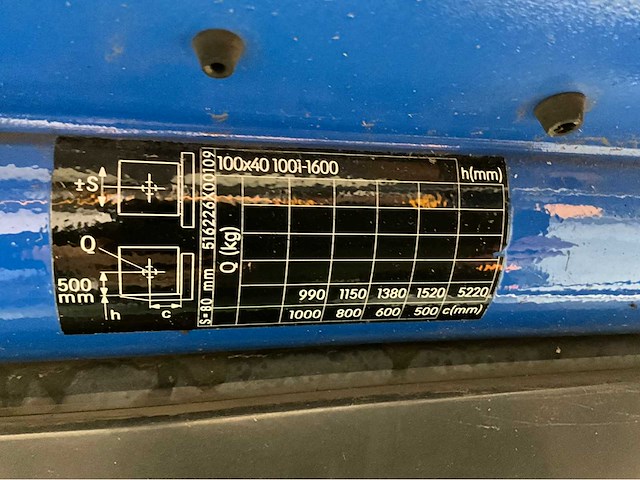 ±S
Q
500
mm
h
c
S=80 mm 516226X00109
100x40 1001-1600
h(mm)
Q (kg)
990 1150 1380 1520 5220
1000 800 600 500 c(mm)